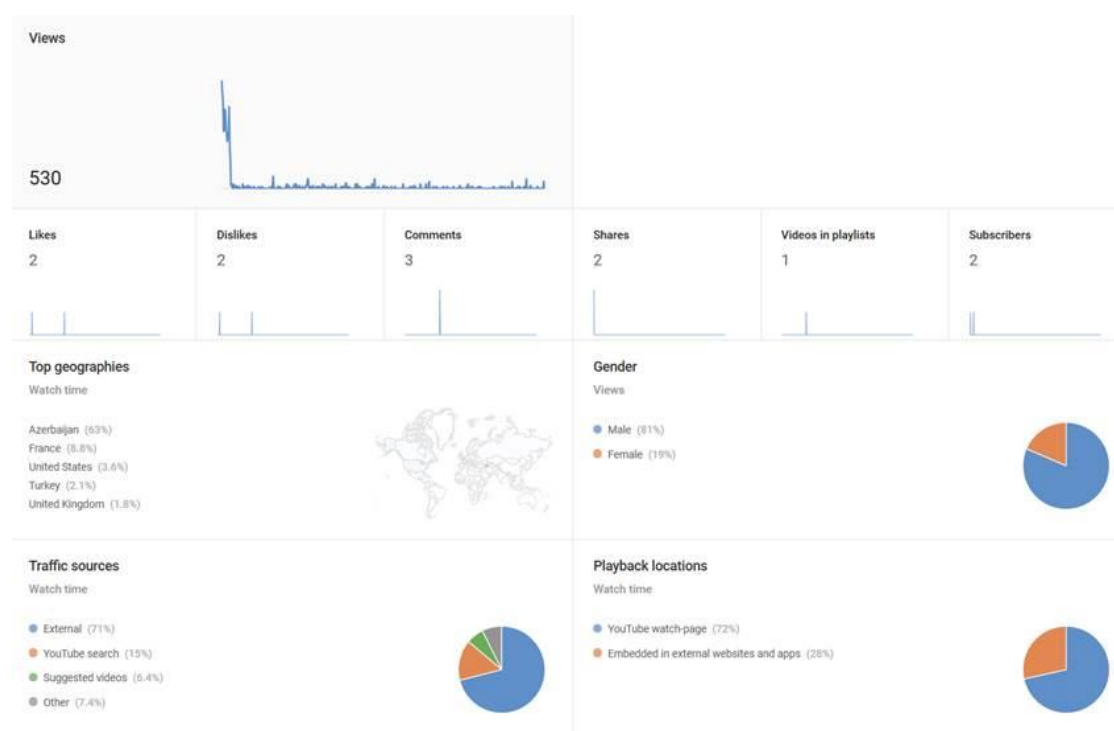 Views
530
Likes
2
Dislikes
2
Comments
3
Shares
2
Videos in playlists
1
Subscribers
2
Top geographies
Watch time
Azerbaijan (63%)
France (8.8%)
United States (3.6%)
Turkey (2.1%)
United Kingdom (1.8%)
Gender
Views
Male (81%)
Female (19%)
Traffic sources
Watch time
External (71%)
YouTube search (15%)
Suggested videos (6.4%)
Other (7.4%)
Playback locations
Watch time
YouTube watch-page (72%)
Embedded in external websites and apps (28%)